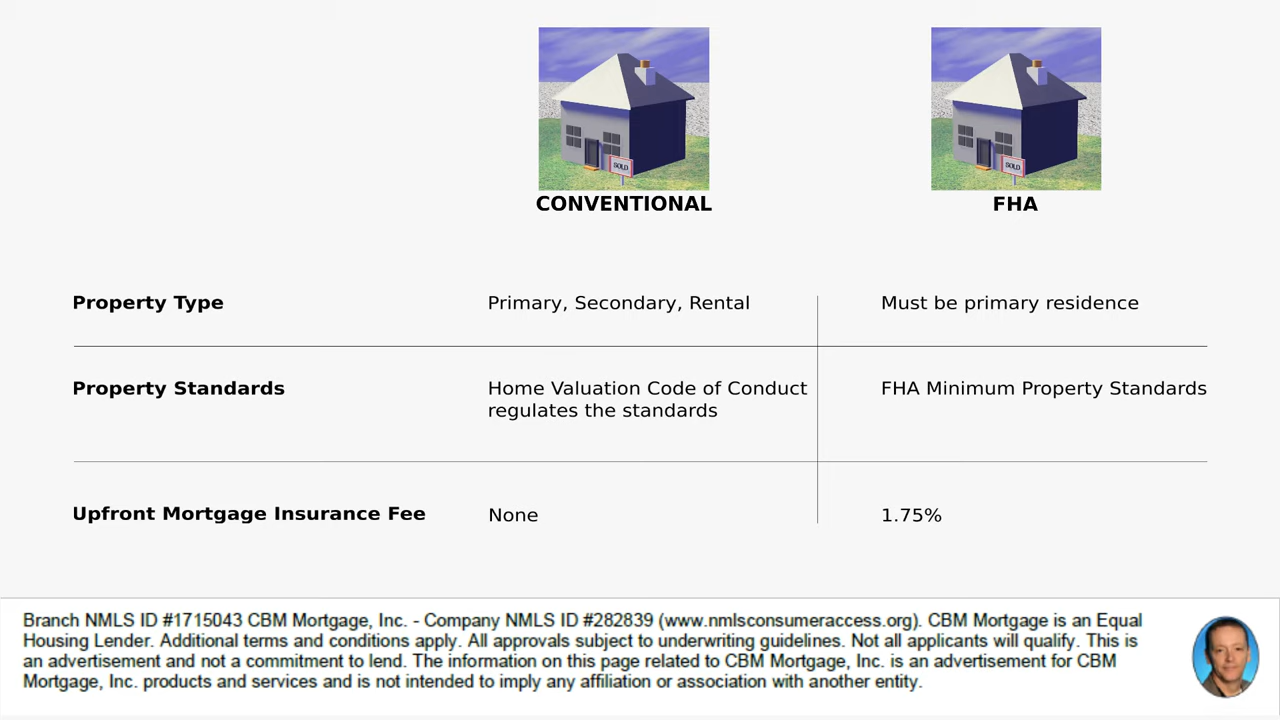 SOLD
SOLD
CONVENTIONAL
FHA
Property Type
Primary, Secondary, Rental
Must be primary residence
Property Standards
Home Valuation Code of Conduct
regulates the standards
FHA Minimum Property Standards
Upfront Mortgage Insurance Fee
None
1.75%
Branch NMLS ID #1715043 CBM Mortgage, Inc. - Company NMLS ID #282839 (www.nmlsconsumeraccess.org). CBM Mortgage is an Equal
Housing Lender. Additional terms and conditions apply. All approvals subject to underwriting guidelines. Not all applicants will qualify. This is
an advertisement and not a commitment to lend. The information on this page related to CBM Mortgage, Inc. is an advertisement for CBM
Mortgage, Inc. products and services and is not intended to imply any affiliation or association with another entity.